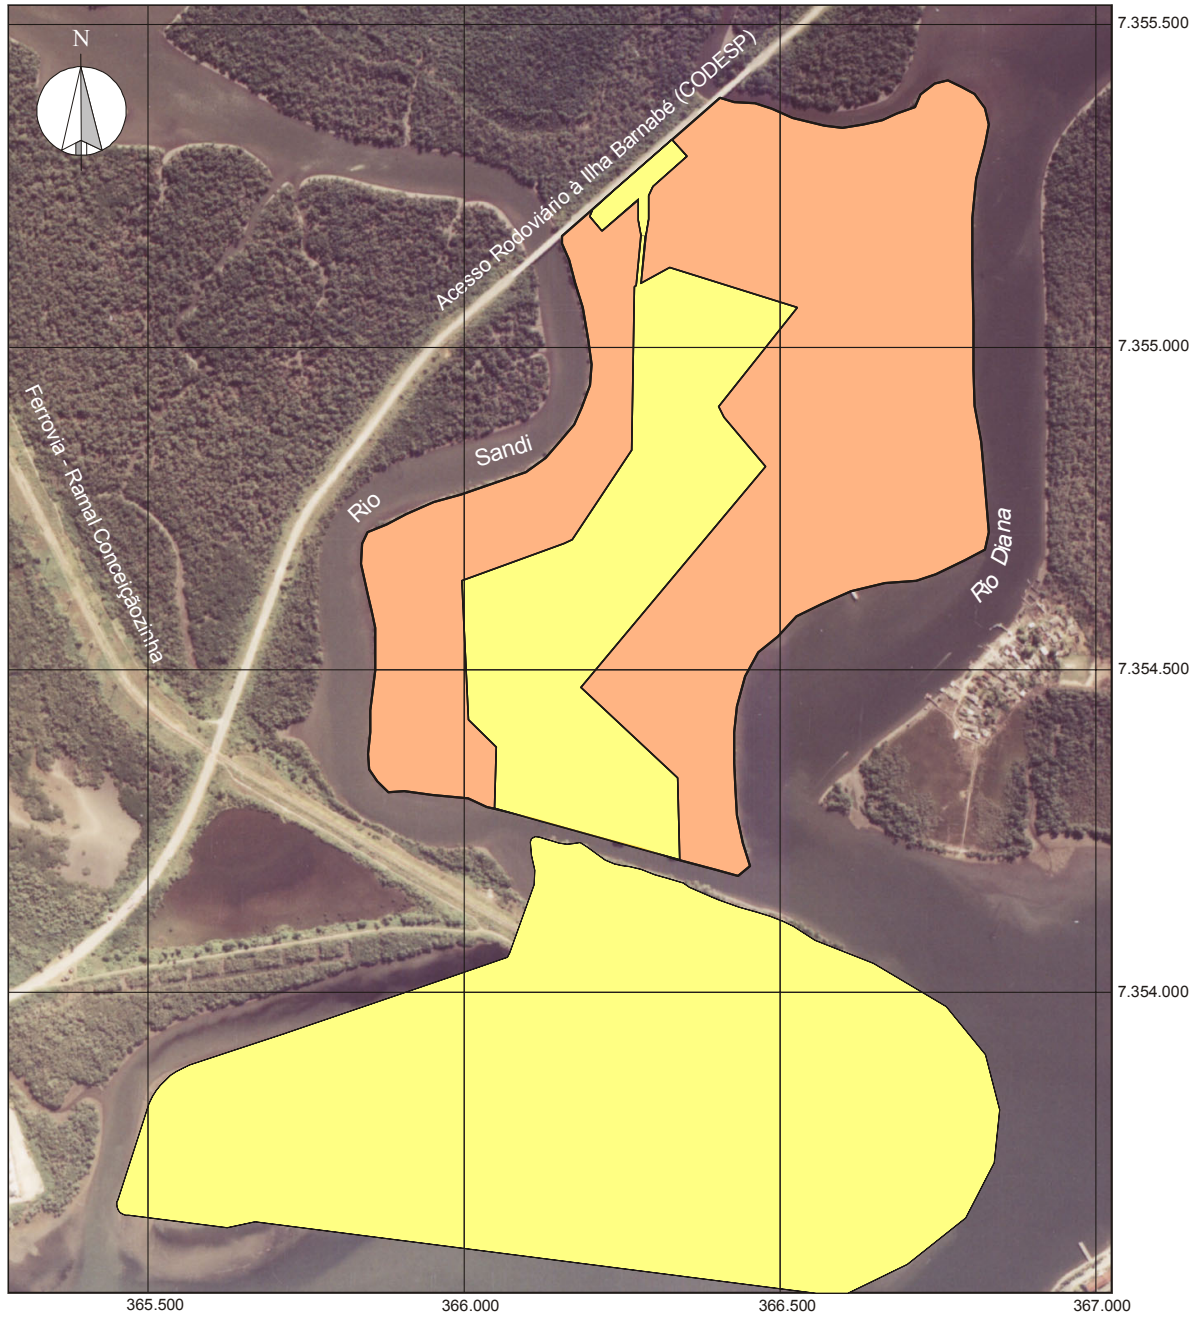 7.355.500
N
Acesso Rodoviário à Ilha Barnabé (CODESP)
7.355.000
Ferrovia - Ramal Conceiçãozinha
Rio Sandi
Rio Diana
7.354.500
7.354.000
365.500
366.000
366.500
367.000